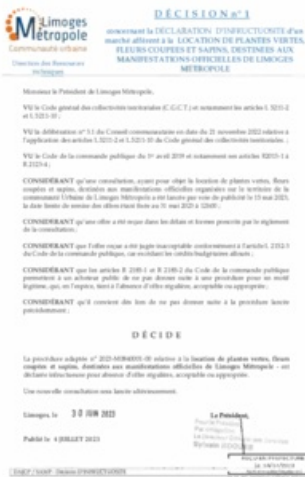 Limoges
Métropole
Communauté urbaine
Direction des Ressources
DÉCISION n° 1
concernant la DÉCLARATION D'INFRUCTUOSITÉ d'un
marché afférent à la LOCATION DE PLANTES VERTES,
FLEURS COUPEES ET SAPINS, DESTINEES AUX
MANIFESTATIONS OFFICIELLES DE LIMOGES
MÉTROPOLE
Monsieur le Président de Limoges Métropole,
VU le Code général des collectivités territoriales (C.G.C.T) et notamment les articles L 5211-2
et L 5211-10 ;
VU la délibération n° 5.1 du Conseil communautaire en date du 21 novembre 2022 relative à
l'application des articles L 5211-2 et L 5211-10 du Code général des collectivités territoriales ;
VU le Code de la commande publique du 1er avril 2019 et notamment ses articles
CONSIDÉRANT qu'une consultation, ayant pour objet la location de plantes vertes, fleurs
coupées et sapins, destinées aux manifestations officielles organisées sur le territoire de la
communauté Urbaine de Limoges Métropole a été lancée par voie de publicité le 15 mai 2023,
la date limite de remise des offres étant fixée au 31 mai 2023 à 12h00 ;
CONSIDÉRANT qu'une offre a été reçue dans les délais et formes prescrits par le règlement
de la consultation ;
CONSIDÉRANT que l'offre reçue a été jugée inacceptable conformément à l'article L 2152-3
du Code de la commande publique, car excédant les crédits budgétaires alloués ;
CONSIDÉRANT que les articles R 2185-1 et R 2185-2 du Code de la commande publique
permettent à un acheteur public de ne pas donner suite à une procédure pour un motif
légitime, qui, en l'espèce, tient à l'absence d'offre régulière, acceptable ou appropriée ;
CONSIDÉRANT qu'il convient dès lors de ne pas donner suite à la procédure lancée
précédemment ;
DÉCIDE
La procédure adaptée n° relative à la location de plantes vertes, fleurs
coupées et sapins, destinées aux manifestations officielles de Limoges Métropole - est
déclarée infructueuse pour absence d'offre régulière, acceptable ou appropriée.
Une nouvelle consultation sera lancée ultérieurement.
Limoges, le 30 JUIN 2023
Le Président,
Publié le 4 JUILLET 2023